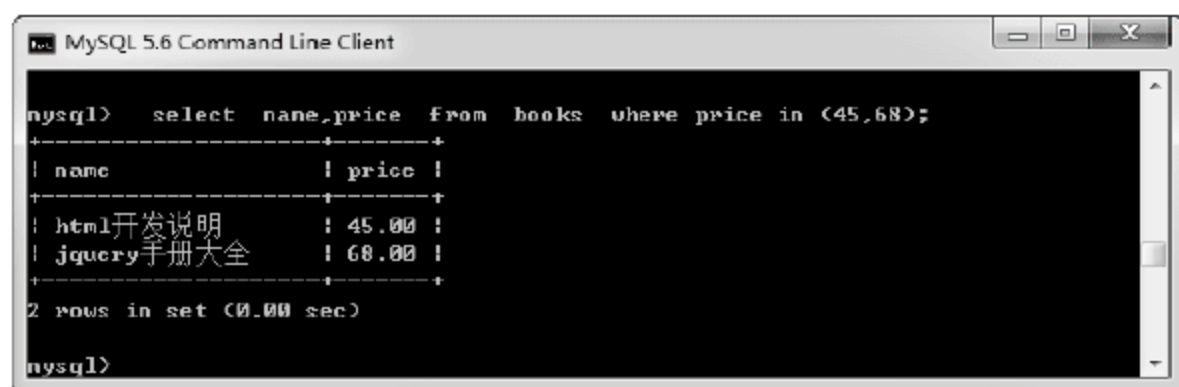 MySQL 5.6 Command Line Client
mysql>  select  name,price  from  books  where  price  in  (45,68);
+----------------------+-------+
| name                 | price |
+----------------------+-------+
| html开发说明         | 45.00 |
| jquery手册大全       | 68.00 |
+----------------------+-------+
2 rows in set (0.00 sec)
mysql>